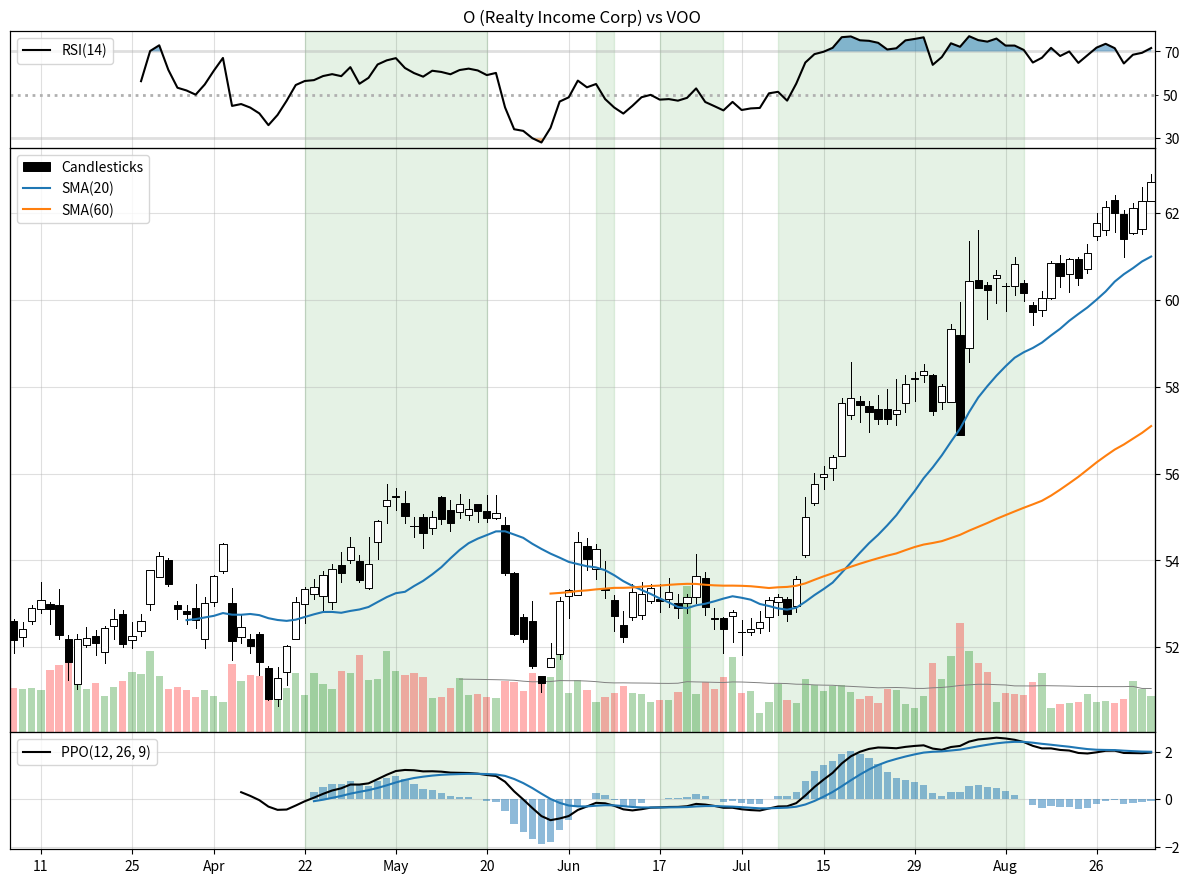 O (Realty Income Corp) vs VOO
RSI(14)
70
50
30
Candlesticks
SMA(20)
SMA(60)
62
60
58
56
54
52
PPO(12, 26, 9)
2
0
−2
11 25 Apr 22 May 20 Jun 17 Jul 15 29 Aug 26